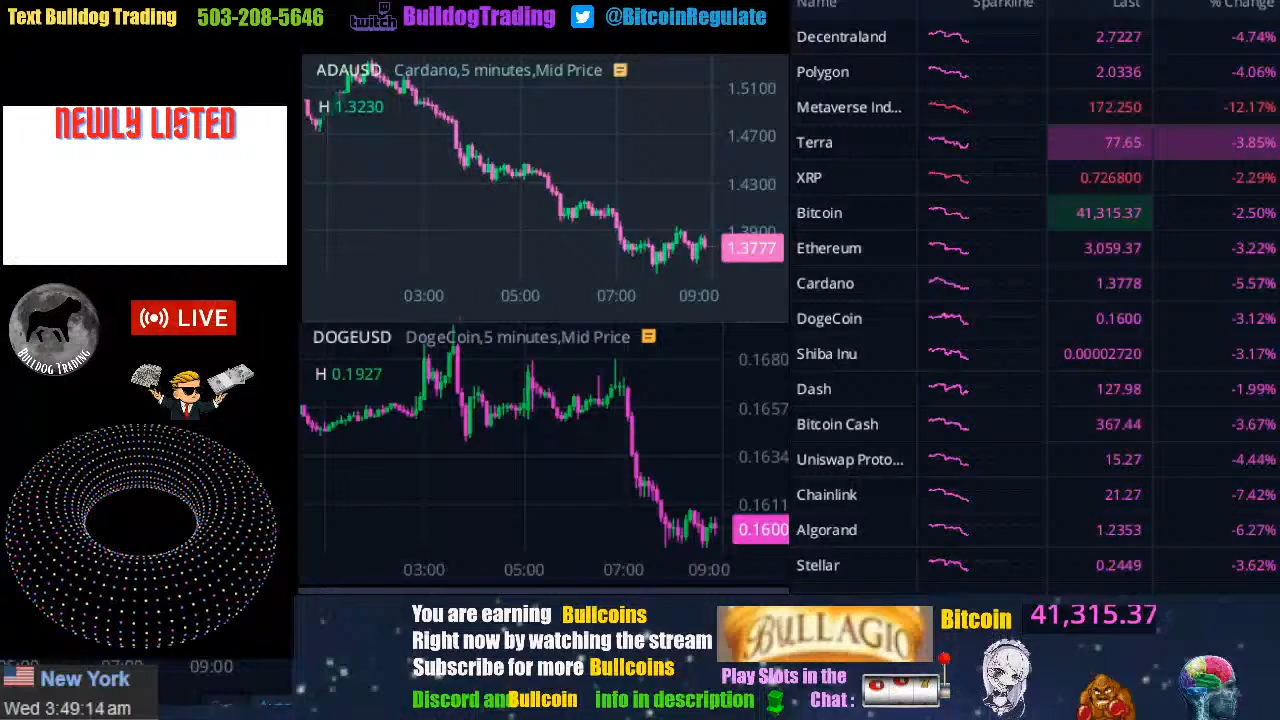 Text Bulldog Trading 503-208-5646 twitch BulldogTrading @BitcoinRegulate
NEWLY LISTED
BULLDOG TRADING
LIVE
ADAUSD Cardano,5 minutes,Mid Price
H 1.3230
1.5100
1.4700
1.4300
1.3900
1.3777
03:00 05:00 07:00 09:00
DOGEUSD DogeCoin,5 minutes,Mid Price
H 0.1927
0.1680
0.1657
0.1634
0.1611
0.1600
03:00 05:00 07:00 09:00
Name Sparkline Last % Change
Decentraland 2.7227 -4.74%
Polygon 2.0336 -4.06%
Metaverse Ind... 172.250 -12.17%
Terra 77.65 -3.85%
XRP 0.726800 -2.29%
Bitcoin 41,315.37 -2.50%
Ethereum 3,059.37 -3.22%
Cardano 1.3778 -5.57%
DogeCoin 0.1600 -3.12%
Shiba Inu 0.00002720 -3.17%
Dash 127.98 -1.99%
Bitcoin Cash 367.44 -3.67%
Uniswap Proto... 15.27 -4.44%
Chainlink 21.27 -7.42%
Algorand 1.2353 -6.27%
Stellar 0.2449 -3.62%
07:00 09:00
New York
Wed 3:49:14am
You are earning Bullcoins
Right now by watching the stream
Subscribe for more Bullcoins
Discord and Bullcoin info in description
BULLAGIO
Play Slots in the
Chat :
Bitcoin 41,315.37